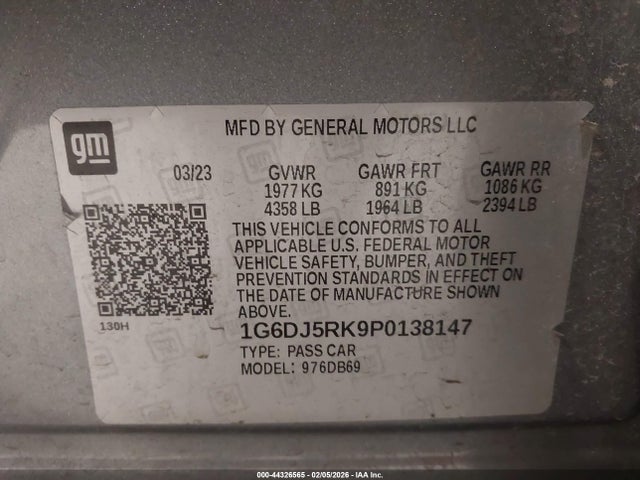 gm
MFD BY GENERAL MOTORS LLC
03/23 GVWR GAWR FRT GAWR RR
1977 KG 891 KG 1086 KG
4358 LB 1964 LB 2394 LB
THIS VEHICLE CONFORMS TO ALL
APPLICABLE U.S. FEDERAL MOTOR
VEHICLE SAFETY, BUMPER, AND THEFT
PREVENTION STANDARDS IN EFFECT ON
THE DATE OF MANUFACTURE SHOWN
ABOVE.
130H
1G6DJ5RK9P0138147
TYPE: PASS CAR
MODEL: 976DB69
000-44326565 | 02/05/2026 | IAA Inc.